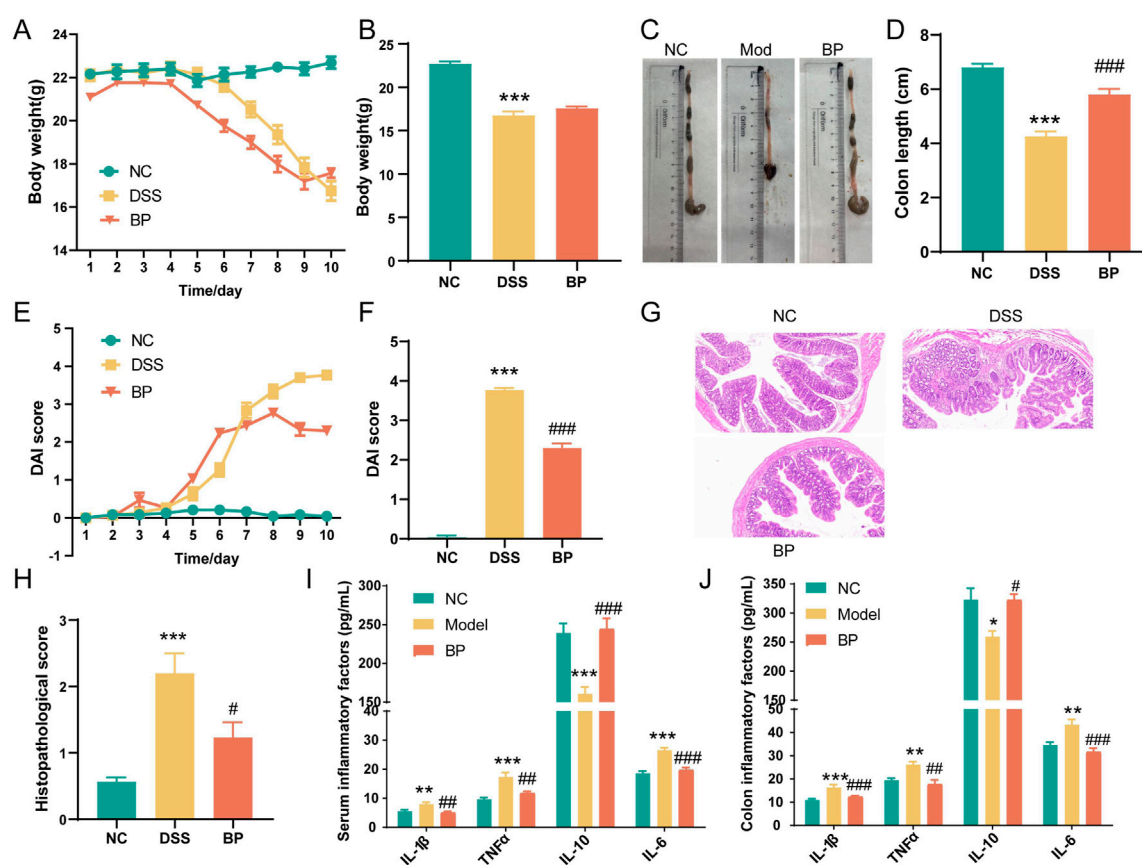 A
Body weight(g)
24
22
20
18
16
14
NC
DSS
BP
1 2 3 4 5 6 7 8 9 10
Time/day
B
Body weight(g)
25
20
15
10
5
0
***
NC DSS BP
C
NC Mod BP
D
Colon length (cm)
8
6
4
2
0
***
###
NC DSS BP
E
DAI score
5
4
3
2
1
0
-1
NC
DSS
BP
1 2 3 4 5 6 7 8 9 10
Time/day
F
DAI score
5
4
3
2
1
0
***
###
NC DSS BP
G
NC DSS
BP
H
Histopathological score
3
2
1
0
***
#
NC DSS BP
I
Serum inflammatory factors (pg/mL)
300
250
200
150
40
30
20
10
0
NC
Model
BP
** ##
*** ##
*** ###
*** ###
IL-1β TNFα IL-10 IL-6
J
Colon inflammatory factors (pg/mL)
350
300
250
200
150
50
40
30
20
10
0
NC
Model
BP
*** ###
** ##
* #
** ###
IL-1β TNFα IL-10 IL-6